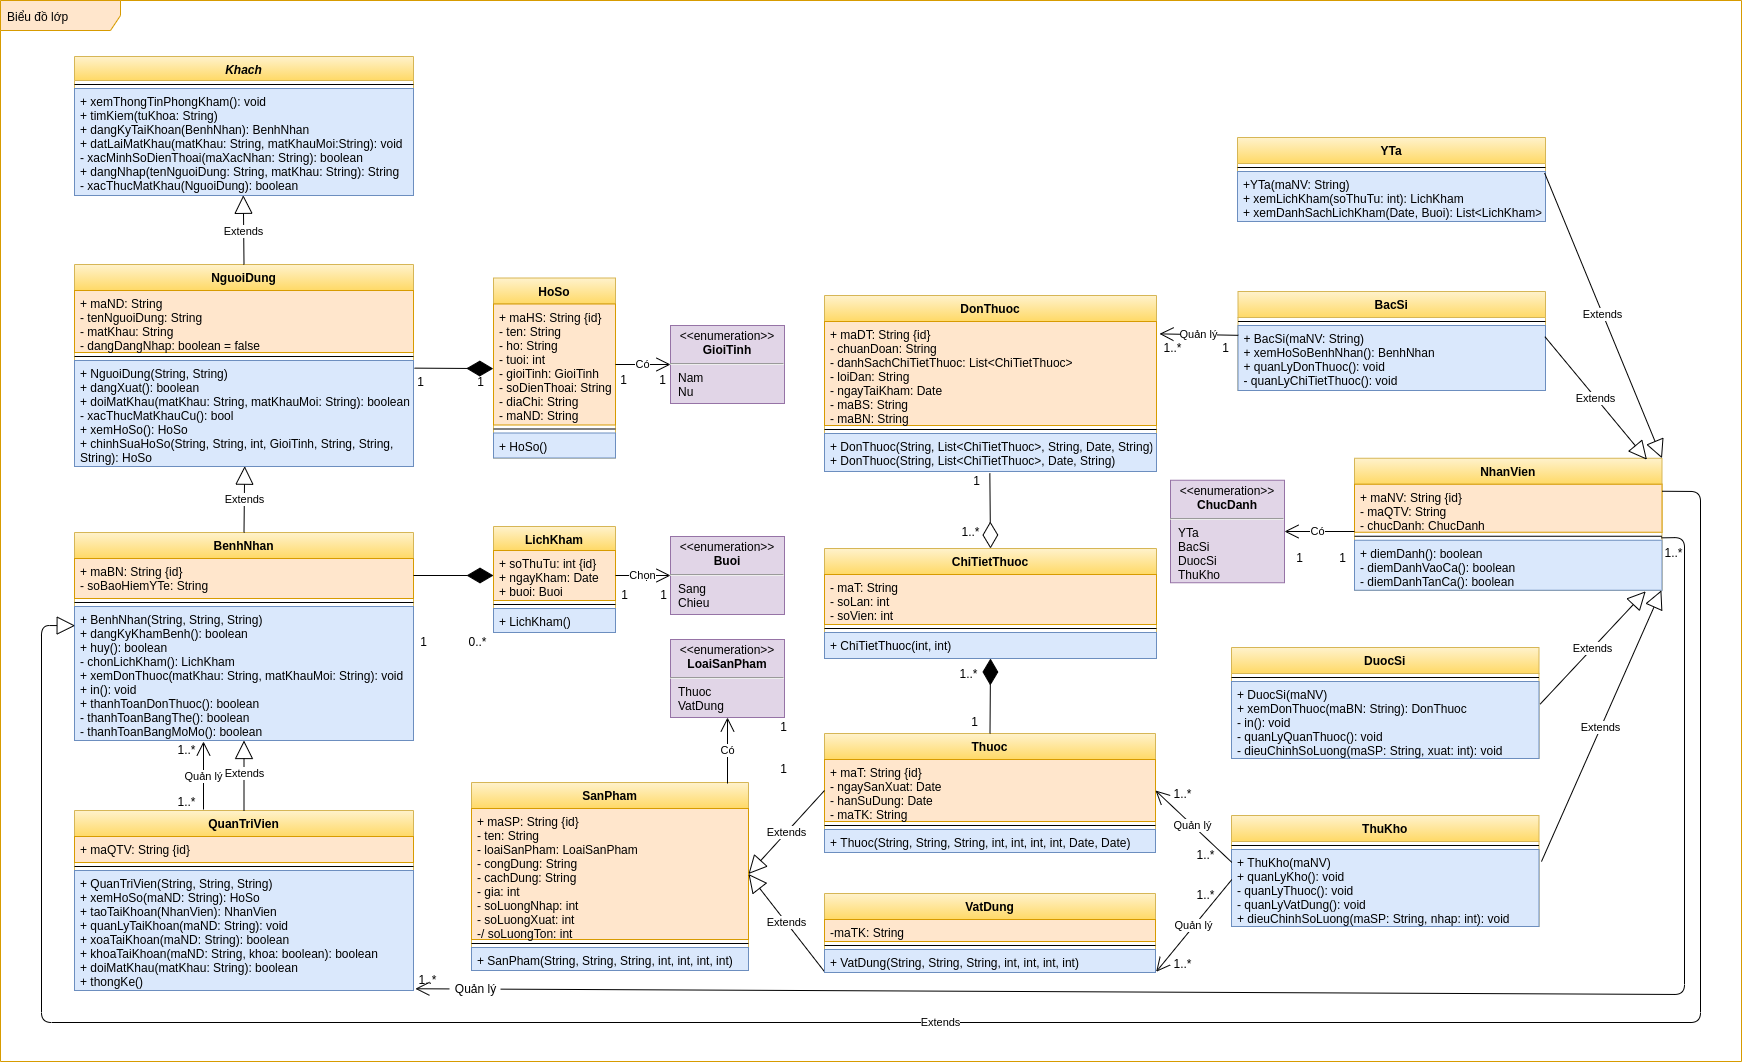 Biểu đồ lớp
Khach
+ xemThongTinPhongKham(): void
+ timKiem(tuKhoa: String)
+ dangKyTaiKhoan(BenhNhan): BenhNhan
+ datLaiMatKhau(matKhau: String, matKhauMoi:String): void
- xacMinhSoDienThoai(maXacNhan: String): boolean
+ dangNhap(tenNguoiDung: String, matKhau: String): String
- xacThucMatKhau(NguoiDung): boolean
Extends
NguoiDung
+ maND: String
- tenNguoiDung: String
- matKhau: String
- dangDangNhap: boolean = false
+ NguoiDung(String, String)
+ dangXuat(): boolean
+ doiMatKhau(matKhau: String, matKhauMoi: String): boolean
- xacThucMatKhauCu(): bool
+ xemHoSo(): HoSo
+ chinhSuaHoSo(String, String, int, GioiTinh, String, String,
String): HoSo
1
1
Extends
HoSo
+ maHS: String {id}
- ten: String
- ho: String
- tuoi: int
- gioiTinh: GioiTinh
- soDienThoai: String
- diaChi: String
- maND: String
+ HoSo()
Có
1
1
<<enumeration>>
GioiTinh
Nam
Nu
BenhNhan
+ maBN: String {id}
- soBaoHiemYTe: String
+ BenhNhan(String, String, String)
+ dangKyKhamBenh(): boolean
+ huy(): boolean
- chonLichKham(): LichKham
+ xemDonThuoc(matKhau: String, matKhauMoi: String): void
+ in(): void
+ thanhToanDonThuoc(): boolean
- thanhToanBangThe(): boolean
- thanhToanBangMoMo(): boolean
1
0..*
LichKham
+ soThuTu: int {id}
+ ngayKham: Date
+ buoi: Buoi
+ LichKham()
Chọn
1
1
<<enumeration>>
Buoi
Sang
Chieu
<<enumeration>>
LoaiSanPham
Thuoc
VatDung
1
Có
1
1..*
Quản lý
Extends
1..*
QuanTriVien
+ maQTV: String {id}
+ QuanTriVien(String, String, String)
+ xemHoSo(maND: String): HoSo
+ taoTaiKhoan(NhanVien): NhanVien
+ quanLyTaiKhoan(maND: String): void
+ xoaTaiKhoan(maND: String): boolean
+ khoaTaiKhoan(maND: String, khoa: boolean): boolean
+ doiMatKhau(matKhau: String): boolean
+ thongKe()
1..*
Quản lý
Extends
SanPham
+ maSP: String {id}
- ten: String
- loaiSanPham: LoaiSanPham
- congDung: String
- cachDung: String
- gia: int
- soLuongNhap: int
- soLuongXuat: int
-/ soLuongTon: int
+ SanPham(String, String, String, int, int, int, int)
Extends
Extends
DonThuoc
+ maDT: String {id}
- chuanDoan: String
- danhSachChiTietThuoc: List<ChiTietThuoc>
- loiDan: String
- ngayTaiKham: Date
- maBS: String
- maBN: String
+ DonThuoc(String, List<ChiTietThuoc>, String, Date, String)
+ DonThuoc(String, List<ChiTietThuoc>, Date, String)
1
1..*
ChiTietThuoc
- maT: String
- soLan: int
- soVien: int
+ ChiTietThuoc(int, int)
1..*
1
Thuoc
+ maT: String {id}
- ngaySanXuat: Date
- hanSuDung: Date
- maTK: String
+ Thuoc(String, String, String, int, int, int, int, Date, Date)
VatDung
-maTK: String
+ VatDung(String, String, String, int, int, int, int)
YTa
+YTa(maNV: String)
+ xemLichKham(soThuTu: int): LichKham
+ xemDanhSachLichKham(Date, Buoi): List<LichKham>
Extends
Quản lý
1..*
1
BacSi
+ BacSi(maNV: String)
+ xemHoSoBenhNhan(): BenhNhan
+ quanLyDonThuoc(): void
- quanLyChiTietThuoc(): void
Extends
NhanVien
+ maNV: String {id}
- maQTV: String
- chucDanh: ChucDanh
+ diemDanh(): boolean
- diemDanhVaoCa(): boolean
- diemDanhTanCa(): boolean
1..*
Có
1
1
<<enumeration>>
ChucDanh
YTa
BacSi
DuocSi
ThuKho
Extends
DuocSi
+ DuocSi(maNV)
+ xemDonThuoc(maBN: String): DonThuoc
- in(): void
- quanLyQuanThuoc(): void
- dieuChinhSoLuong(maSP: String, xuat: int): void
Extends
1..*
Quản lý
1..*
ThuKho
+ ThuKho(maNV)
+ quanLyKho(): void
- quanLyThuoc(): void
- quanLyVatDung(): void
+ dieuChinhSoLuong(maSP: String, nhap: int): void
1..*
Quản lý
1..*